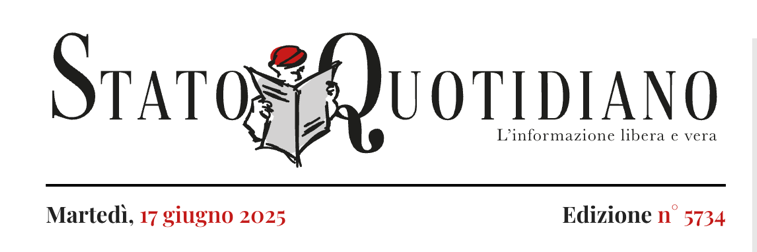 STATO QUOTIDIANO
L'informazione libera e vera
Martedì, 17 giugno 2025
Edizione n° 5734